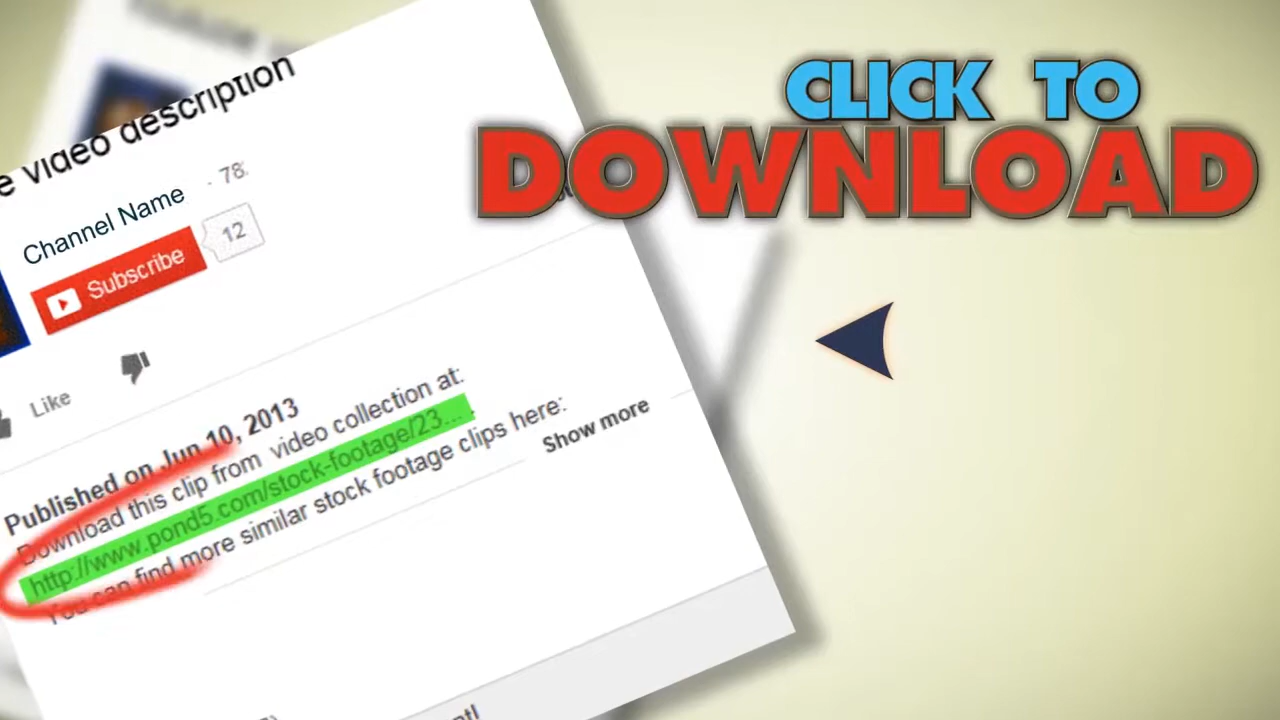 CLICK TO
DOWNLOAD
e video description
Channel Name
78
Subscribe
12
Like
Published on Jun 10, 2013
Download this clip from video collection at:
http://www.pond5.com/stock-footage/23...
You can find more similar stock footage clips here:
Show more